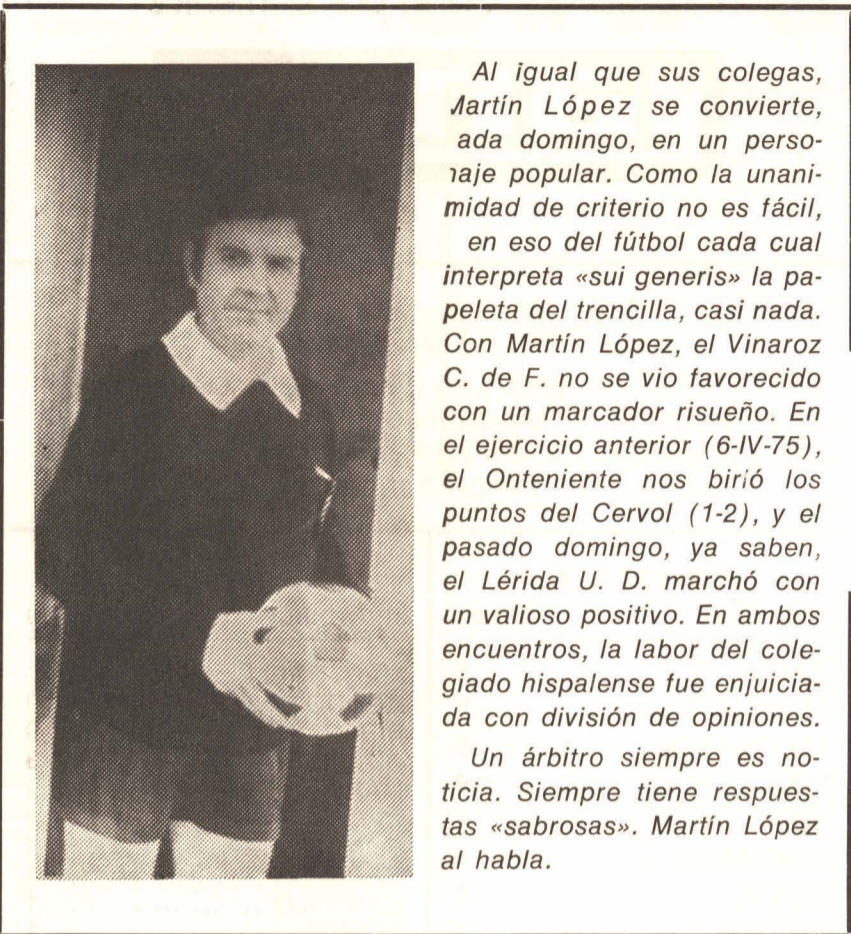 Al igual que sus colegas,
Martín López se convierte,
ada domingo, en un perso-
naje popular. Como la unani-
midad de criterio no es fácil,
en eso del fútbol cada cual
interpreta «sui generis» la pa-
peleta del trencilla, casi nada.
Con Martín López, el Vinaroz
C. de F. no se vio favorecido
con un marcador risueño. En
el ejercicio anterior (6-IV-75),
el Onteniente nos birió los
puntos del Cervol (1-2), y el
pasado domingo, ya saben,
el Lérida U. D. marchó con
un valioso positivo. En ambos
encuentros, la labor del cole-
giado hispalense fue enjuicia-
da con división de opiniones.
Un árbitro siempre es no-
ticia. Siempre tiene respues-
tas «sabrosas». Martín López
al habla.